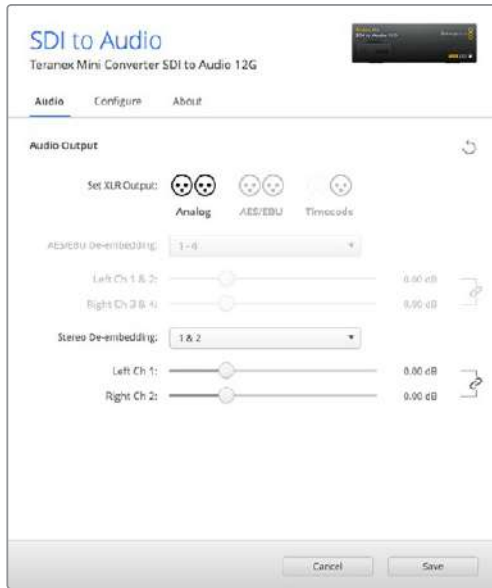 SDI to Audio
Teranex Mini Converter SDI to Audio 12G
Audio Configure About
Audio Output
Set XLR Output:
Analog AES/EBU Timecode
AES/EBU De-embedding: 1 - 4
Left Ch 1 & 2: 0.00 dB
Right Ch 3 & 4: 0.00 dB
Stereo De-embedding: 1 & 2
Left Ch 1: 0.00 dB
Right Ch 2: 0.00 dB
Cancel Save